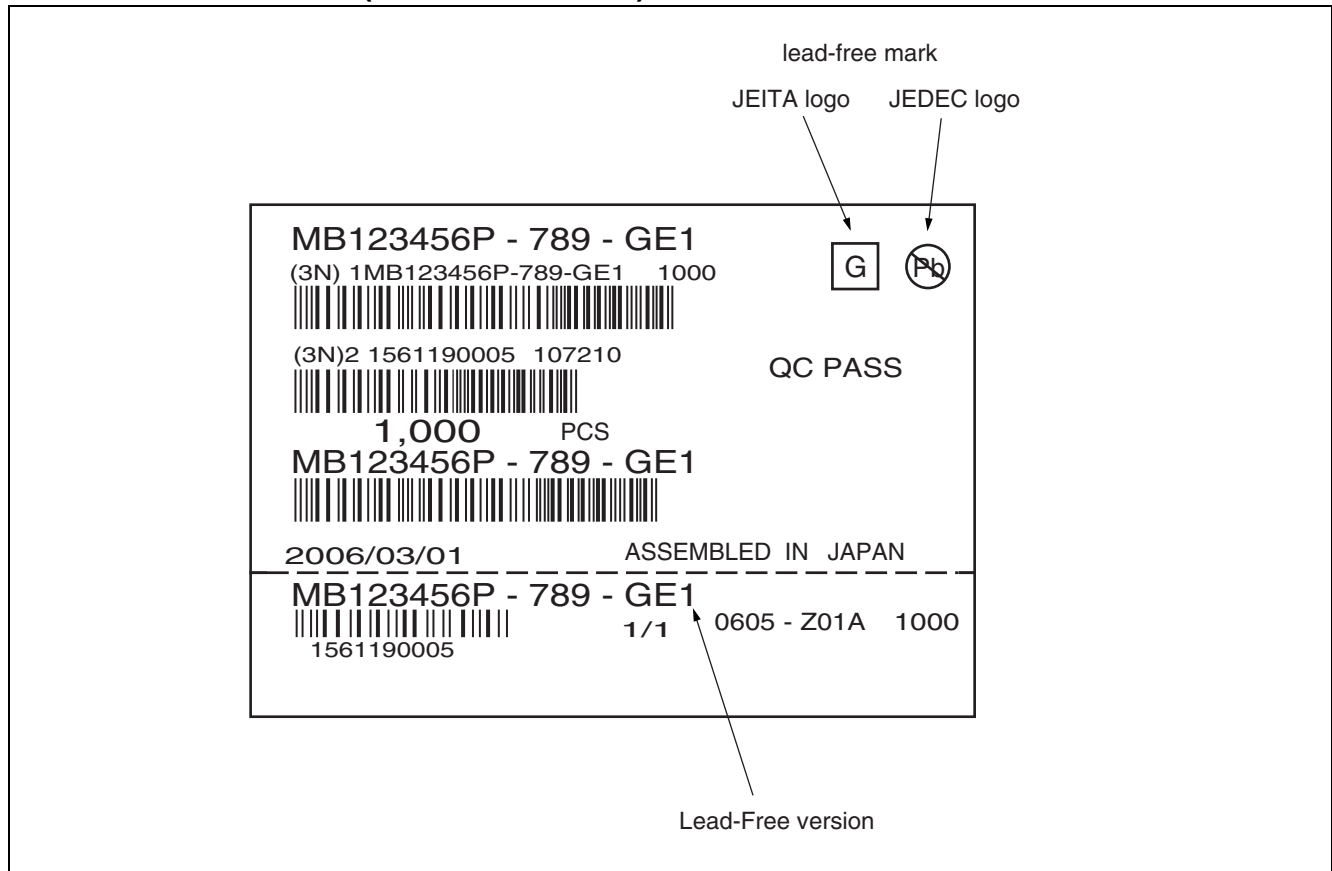 lead-free mark
JEITA logo JEDEC logo
MB123456P - 789 - GE1
(3N) 1MB123456P-789-GE1 1000
G Pb
(3N)2 1561190005 107210
QC PASS
1,000 PCS
MB123456P - 789 - GE1
2006/03/01 ASSEMBLED IN JAPAN
MB123456P - 789 - GE1
1/1 0605 - Z01A 1000
1561190005
Lead-Free version